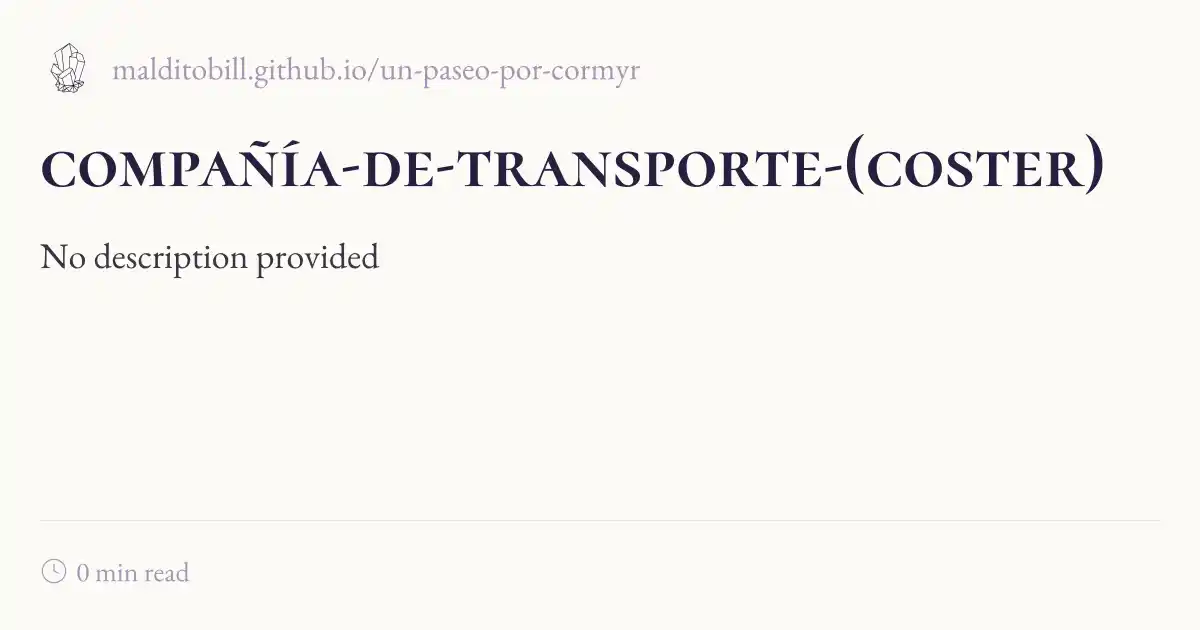 malditobill.github.io/un-paseo-por-cormyr
compañía-de-transporte-(coster)
No description provided
0 min read